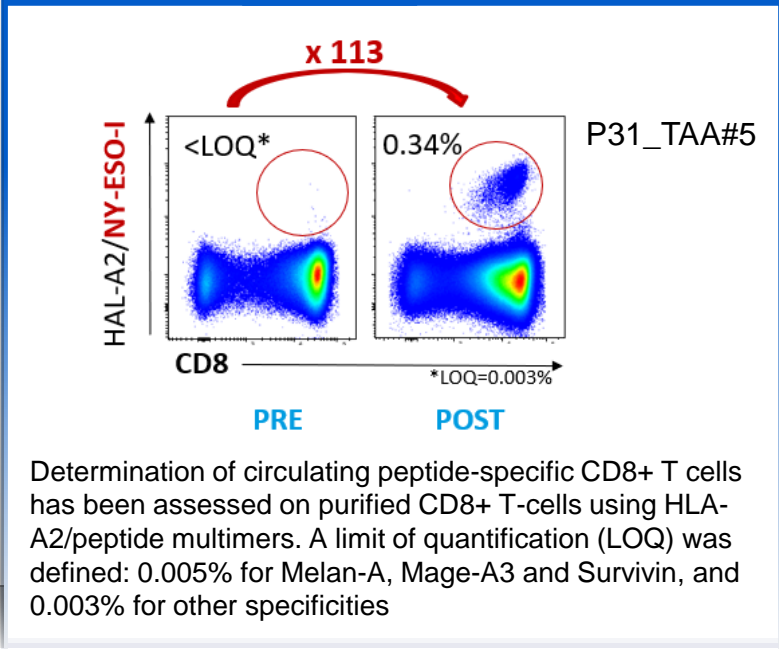 x 113
<LOQ*
0.34%
P31_TAA#5
HAL-A2/NY-ESO-I
CD8
*LOQ=0.003%
PRE
POST
Determination of circulating peptide-specific CD8+ T cells
has been assessed on purified CD8+ T-cells using HLA-
A2/peptide multimers. A limit of quantification (LOQ) was
defined: 0.005% for Melan-A, Mage-A3 and Survivin, and
0.003% for other specificities